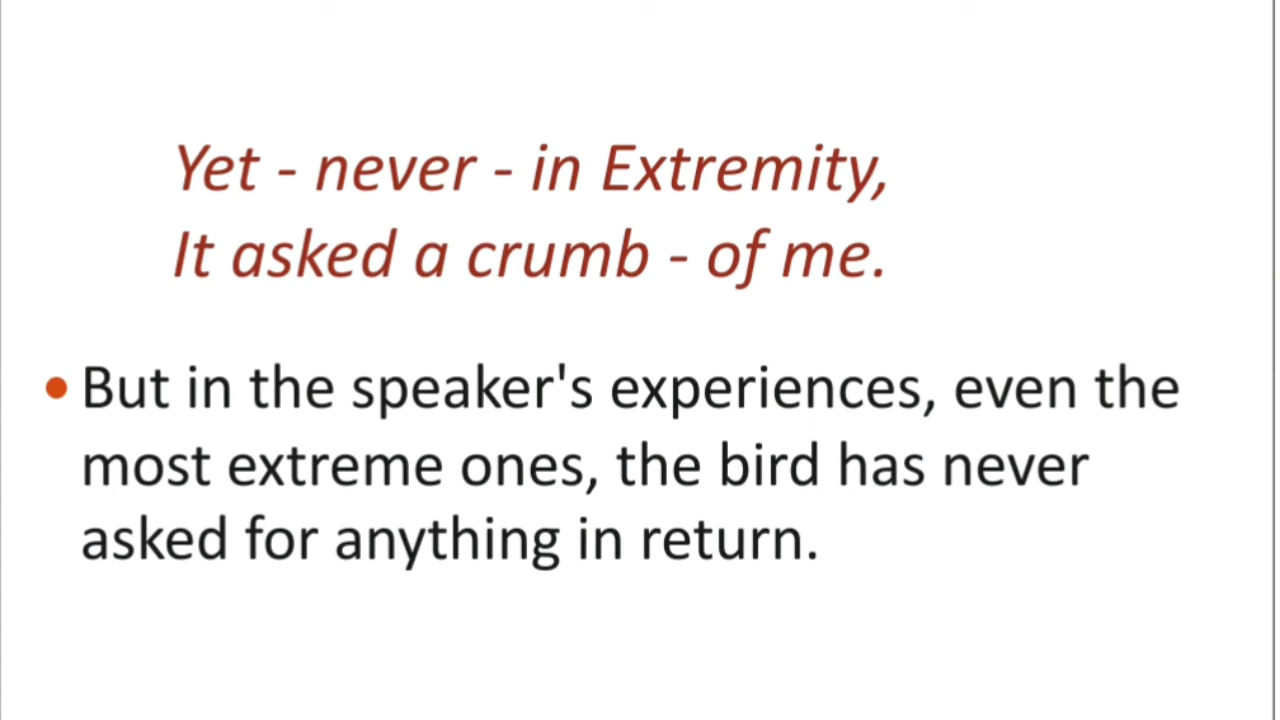 Yet - never - in Extremity,
It asked a crumb - of me.
• But in the speaker's experiences, even the
most extreme ones, the bird has never
asked for anything in return.